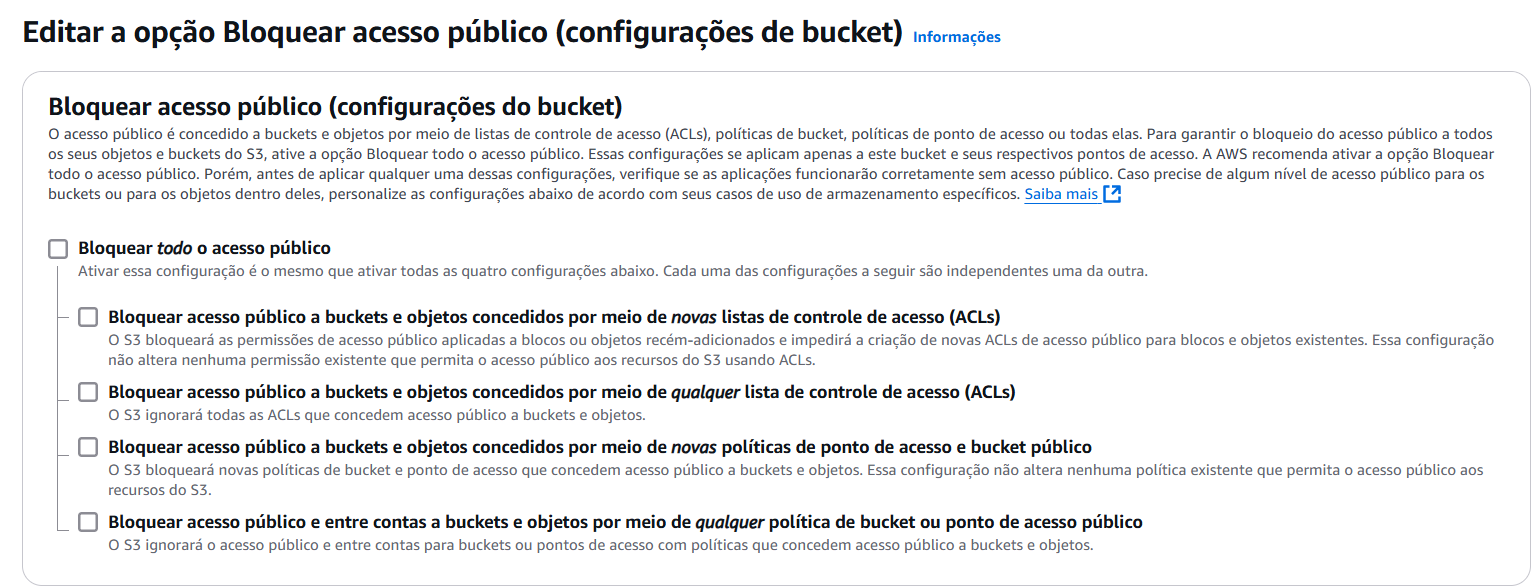 Editar a opção Bloquear acesso público (configurações de bucket) Informações
Bloquear acesso público (configurações do bucket)
O acesso público é concedido a buckets e objetos por meio de listas de controle de acesso (ACLs), políticas de bucket, políticas de ponto de acesso ou todas elas. Para garantir o bloqueio do acesso público a todos
os seus objetos e buckets do S3, ative a opção Bloquear todo o acesso público. Essas configurações se aplicam apenas a este bucket e seus respectivos pontos de acesso. A AWS recomenda ativar a opção Bloquear
todo o acesso público. Porém, antes de aplicar qualquer uma dessas configurações, verifique se as aplicações funcionarão corretamente sem acesso público. Caso precise de algum nível de acesso público para os
buckets ou para os objetos dentro deles, personalize as configurações abaixo de acordo com seus casos de uso de armazenamento específicos. Saiba mais
Bloquear todo o acesso público
Ativar essa configuração é o mesmo que ativar todas as quatro configurações abaixo. Cada uma das configurações a seguir são independentes uma da outra.
Bloquear acesso público a buckets e objetos concedidos por meio de novas listas de controle de acesso (ACLs)
O S3 bloqueará as permissões de acesso público aplicadas a blocos ou objetos recém-adicionados e impedirá a criação de novas ACLs de acesso público para blocos e objetos existentes. Essa configuração
não altera nenhuma permissão existente que permita o acesso público aos recursos do S3 usando ACLs.
Bloquear acesso público a buckets e objetos concedidos por meio de qualquer lista de controle de acesso (ACLs)
O S3 ignorará todas as ACLs que concedem acesso público a buckets e objetos.
Bloquear acesso público a buckets e objetos concedidos por meio de novas políticas de ponto de acesso e bucket público
O S3 bloqueará novas políticas de bucket e ponto de acesso que concedem acesso público a buckets e objetos. Essa configuração não altera nenhuma política existente que permita o acesso público aos
recursos do S3.
Bloquear acesso público e entre contas a buckets e objetos por meio de qualquer política de bucket ou ponto de acesso público
O S3 ignorará o acesso público e entre contas para buckets ou pontos de acesso com políticas que concedem acesso público a buckets e objetos.